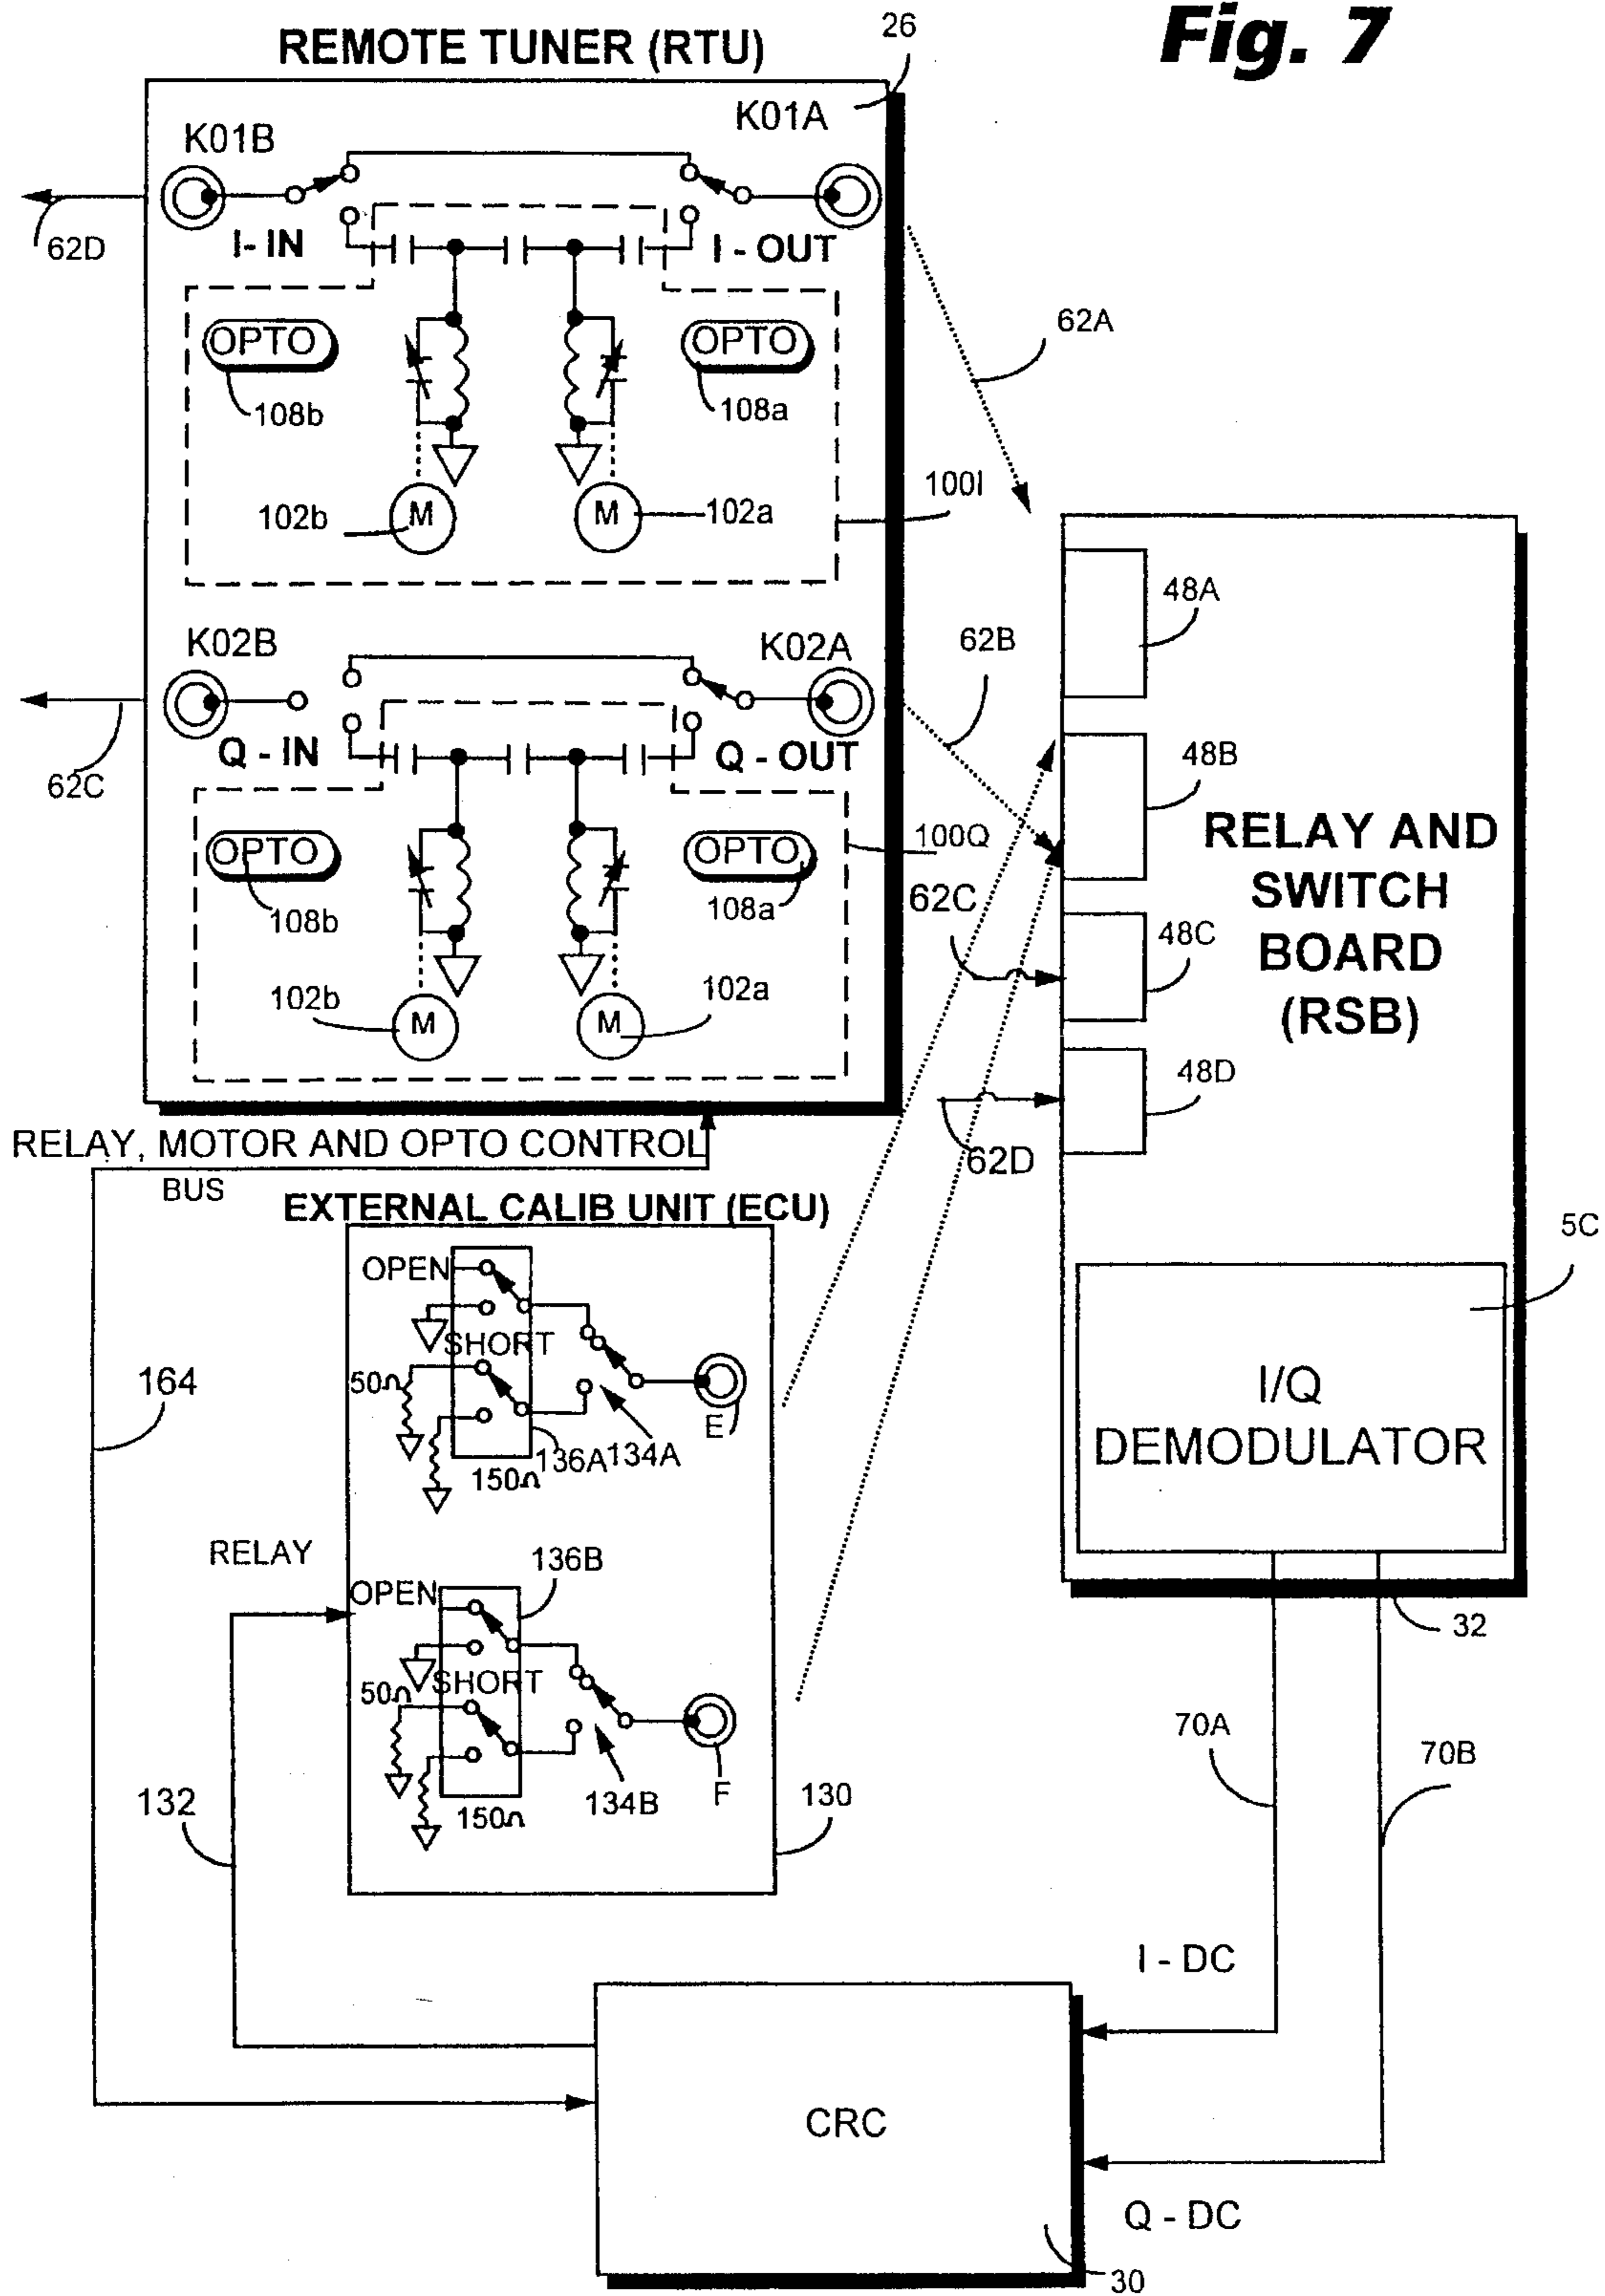 Fig. 7
REMOTE TUNER (RTU)
26
K01B
K01A
62D
I- IN
I - OUT
62A
OPTO
OPTO
108b
108a
100I
102b
M
M
102a
48A
K02B
K02A
62B
62C
Q - IN
Q - OUT
48B
RELAY AND
SWITCH
BOARD
(RSB)
OPTO
OPTO
100Q
108b
108a
62C
48C
102b
M
M
102a
48D
62D
RELAY, MOTOR AND OPTO CONTROL
BUS
EXTERNAL CALIB UNIT (ECU)
5C
OPEN
SHORT
50Ω
E
136A
134A
150Ω
164
I/Q
DEMODULATOR
RELAY
136B
OPEN
SHORT
50Ω
F
134B
150Ω
130
132
32
70A
70B
I - DC
CRC
Q - DC
30